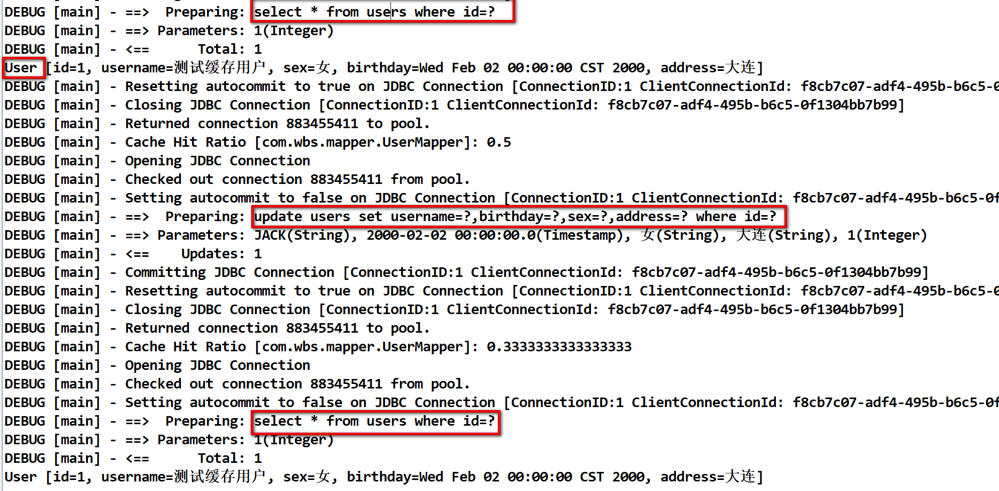 DEBUG [main] - ==>  Preparing: select * from users where id=?
DEBUG [main] - ==> Parameters: 1(Integer)
DEBUG [main] - <==      Total: 1
User [id=1, username=测试缓存用户, sex=女, birthday=Wed Feb 02 00:00:00 CST 2000, address=大连]
DEBUG [main] - Resetting autocommit to true on JDBC Connection [ConnectionID:1 ClientConnectionId: f8cb7c07-adf4-495b-b6c5-0
DEBUG [main] - Closing JDBC Connection [ConnectionID:1 ClientConnectionId: f8cb7c07-adf4-495b-b6c5-0f1304bb7b99]
DEBUG [main] - Returned connection 883455411 to pool.
DEBUG [main] - Cache Hit Ratio [com.wbs.mapper.UserMapper]: 0.5
DEBUG [main] - Opening JDBC Connection
DEBUG [main] - Checked out connection 883455411 from pool.
DEBUG [main] - Setting autocommit to false on JDBC Connection [ConnectionID:1 ClientConnectionId: f8cb7c07-adf4-495b-b6c5-0f
DEBUG [main] - ==>  Preparing: update users set username=?,birthday=?,sex=?,address=? where id=?
DEBUG [main] - ==> Parameters: JACK(String), 2000-02-02 00:00:00.0(Timestamp), 女(String), 大连(String), 1(Integer)
DEBUG [main] - <==    Updates: 1
DEBUG [main] - Committing JDBC Connection [ConnectionID:1 ClientConnectionId: f8cb7c07-adf4-495b-b6c5-0f1304bb7b99]
DEBUG [main] - Resetting autocommit to true on JDBC Connection [ConnectionID:1 ClientConnectionId: f8cb7c07-adf4-495b-b6c5-0
DEBUG [main] - Closing JDBC Connection [ConnectionID:1 ClientConnectionId: f8cb7c07-adf4-495b-b6c5-0f1304bb7b99]
DEBUG [main] - Returned connection 883455411 to pool.
DEBUG [main] - Cache Hit Ratio [com.wbs.mapper.UserMapper]: 0.3333333333333333
DEBUG [main] - Opening JDBC Connection
DEBUG [main] - Checked out connection 883455411 from pool.
DEBUG [main] - Setting autocommit to false on JDBC Connection [ConnectionID:1 ClientConnectionId: f8cb7c07-adf4-495b-b6c5-0f
DEBUG [main] - ==>  Preparing: select * from users where id=?
DEBUG [main] - ==> Parameters: 1(Integer)
DEBUG [main] - <==      Total: 1
User [id=1, username=测试缓存用户, sex=女, birthday=Wed Feb 02 00:00:00 CST 2000, address=大连]